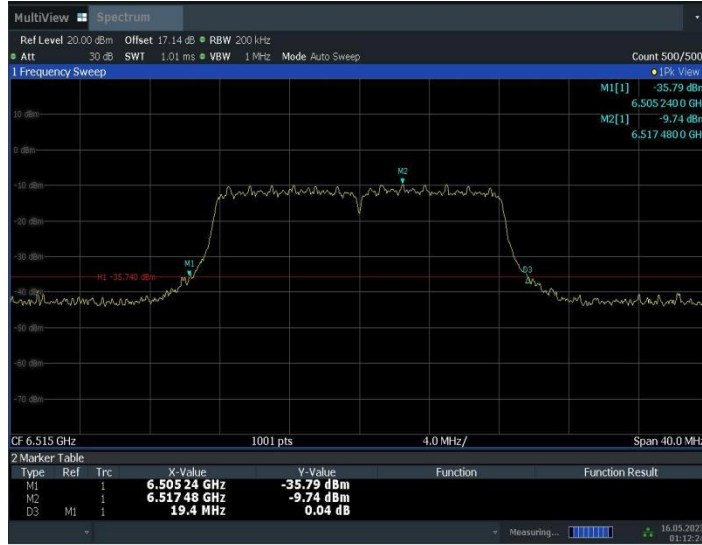 MultiView Spectrum
Ref Level 20.00 dBm Offset 17.14 dB RBW 200 kHz
Att 30 dB SWT 1.01 ms VBW 1 MHz Mode Auto Sweep Count 500/500
1 Frequency Sweep 1Pk View
M1[1] -35.79 dBm
6.505 240 0 GHz
M2[1] -9.74 dBm
6.517 480 0 GHz
10 dBm
0 dBm
M2
-10 dBm
-20 dBm
-30 dBm
M1
D3
H1 -35.740 dBm
-40 dBm
-50 dBm
-60 dBm
-70 dBm
CF 6.515 GHz 1001 pts 4.0 MHz/ Span 40.0 MHz
2 Marker Table
Type Ref Trc X-Value Y-Value Function Function Result
M1 1 6.505 24 GHz -35.79 dBm
M2 1 6.517 48 GHz -9.74 dBm
D3 M1 1 19.4 MHz 0.04 dB
Measuring... 16.05.2023
01:12:24